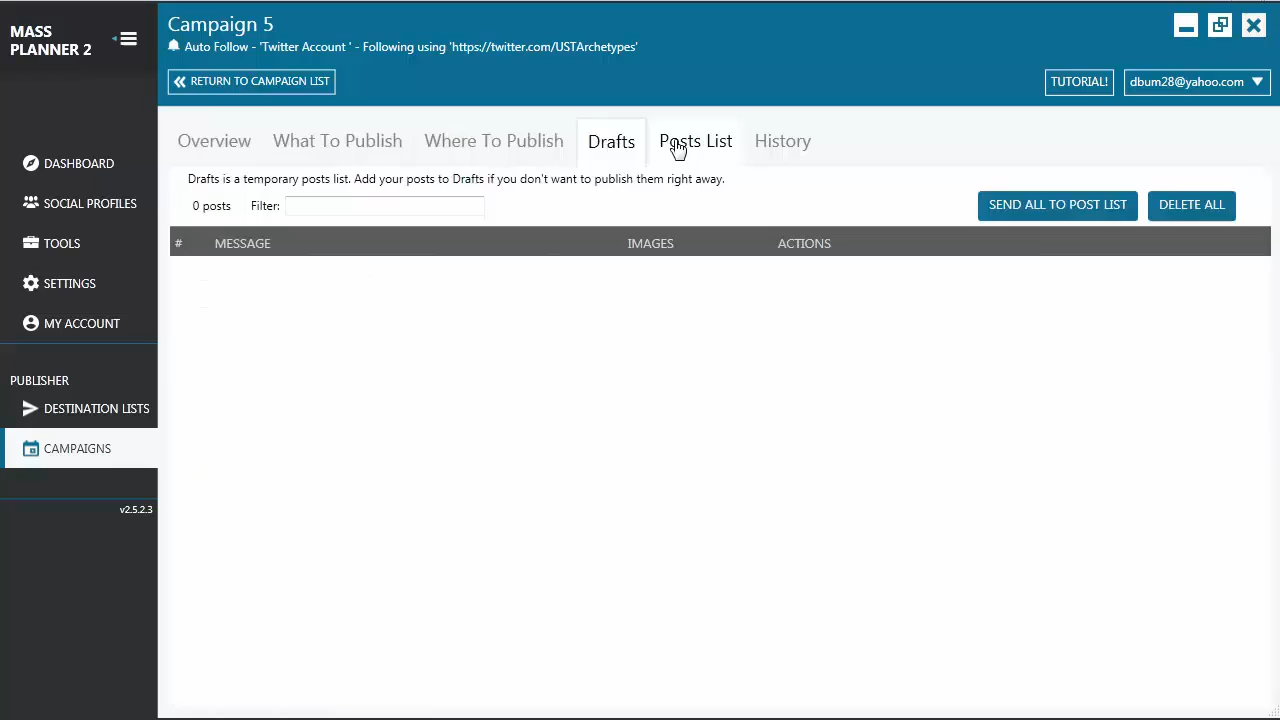 MASS
PLANNER 2
Campaign 5
Auto Follow - 'Twitter Account ' - Following using 'https://twitter.com/USTArchetypes'
RETURN TO CAMPAIGN LIST
TUTORIAL!
dbum28@yahoo.com
DASHBOARD
SOCIAL PROFILES
TOOLS
SETTINGS
MY ACCOUNT
PUBLISHER
DESTINATION LISTS
CAMPAIGNS
v2.5.2.3
Overview What To Publish Where To Publish Drafts Posts List History
Drafts is a temporary posts list. Add your posts to Drafts if you don't want to publish them right away.
0 posts Filter:
SEND ALL TO POST LIST DELETE ALL
# MESSAGE IMAGES ACTIONS